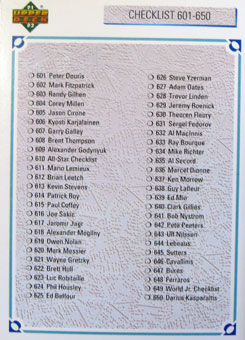 UPPER DECK
92
CHECKLIST 601-650
601 Peter Douris
602 Mark Fitzpatrick
603 Randy Gilhen
604 Corey Millen
605 Jason Cirone
606 Kyosti Karjalainen
607 Garry Galley
608 Brent Thompson
609 Alexander Godynyuk
610 All-Star Checklist
611 Mario Lemieux
612 Brian Leetch
613 Kevin Stevens
614 Patrick Roy
615 Paul Coffey
616 Joe Sakic
617 Jaromir Jagr
618 Alexander Mogilny
619 Owen Nolan
620 Mark Messier
621 Wayne Gretzky
622 Brett Hull
623 Luc Robitaille
624 Phil Housley
625 Ed Belfour
626 Steve Yzerman
627 Adam Oates
628 Trevor Linden
629 Jeremy Roenick
630 Theoren Fleury
631 Sergei Fedorov
632 Al MacInnis
633 Ray Bourque
634 Mike Richter
635 Al Secord
636 Marcel Dionne
637 Ken Morrow
638 Guy Lafleur
639 Ed Mio
640 Clark Gillies
641 Bob Nystrom
642 Pete Peeters
643 Ulf Nilsson
644 Lebeaus
645 Sutters
646 Cavallinis
647 Bures
648 Ferraros
649 World Jr. Checklist
650 Darius Kasparaitis